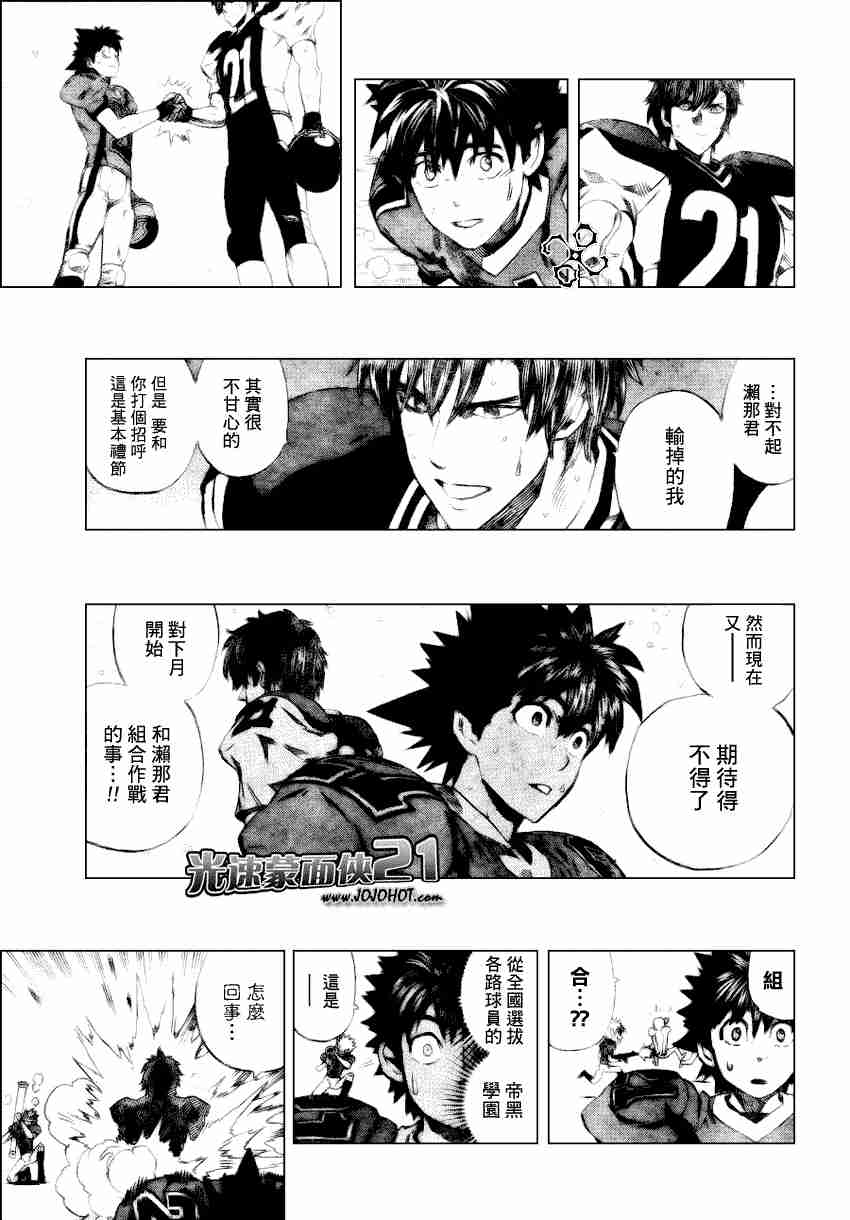 21
21
…對不起
瀨那君
輸掉的我
其實很
不甘心的
但是 要和
你打個招呼
這是基本禮節
然而現在
又——
期待得
不得了
對下月
開始
和瀨那君
組合作戰
的事…!!
光速蒙面俠21
www.JOJOHOT.com
組
合…??
從全國選拔
各路球員的
帝黑
學園
這是
——
怎麼
回事…
2